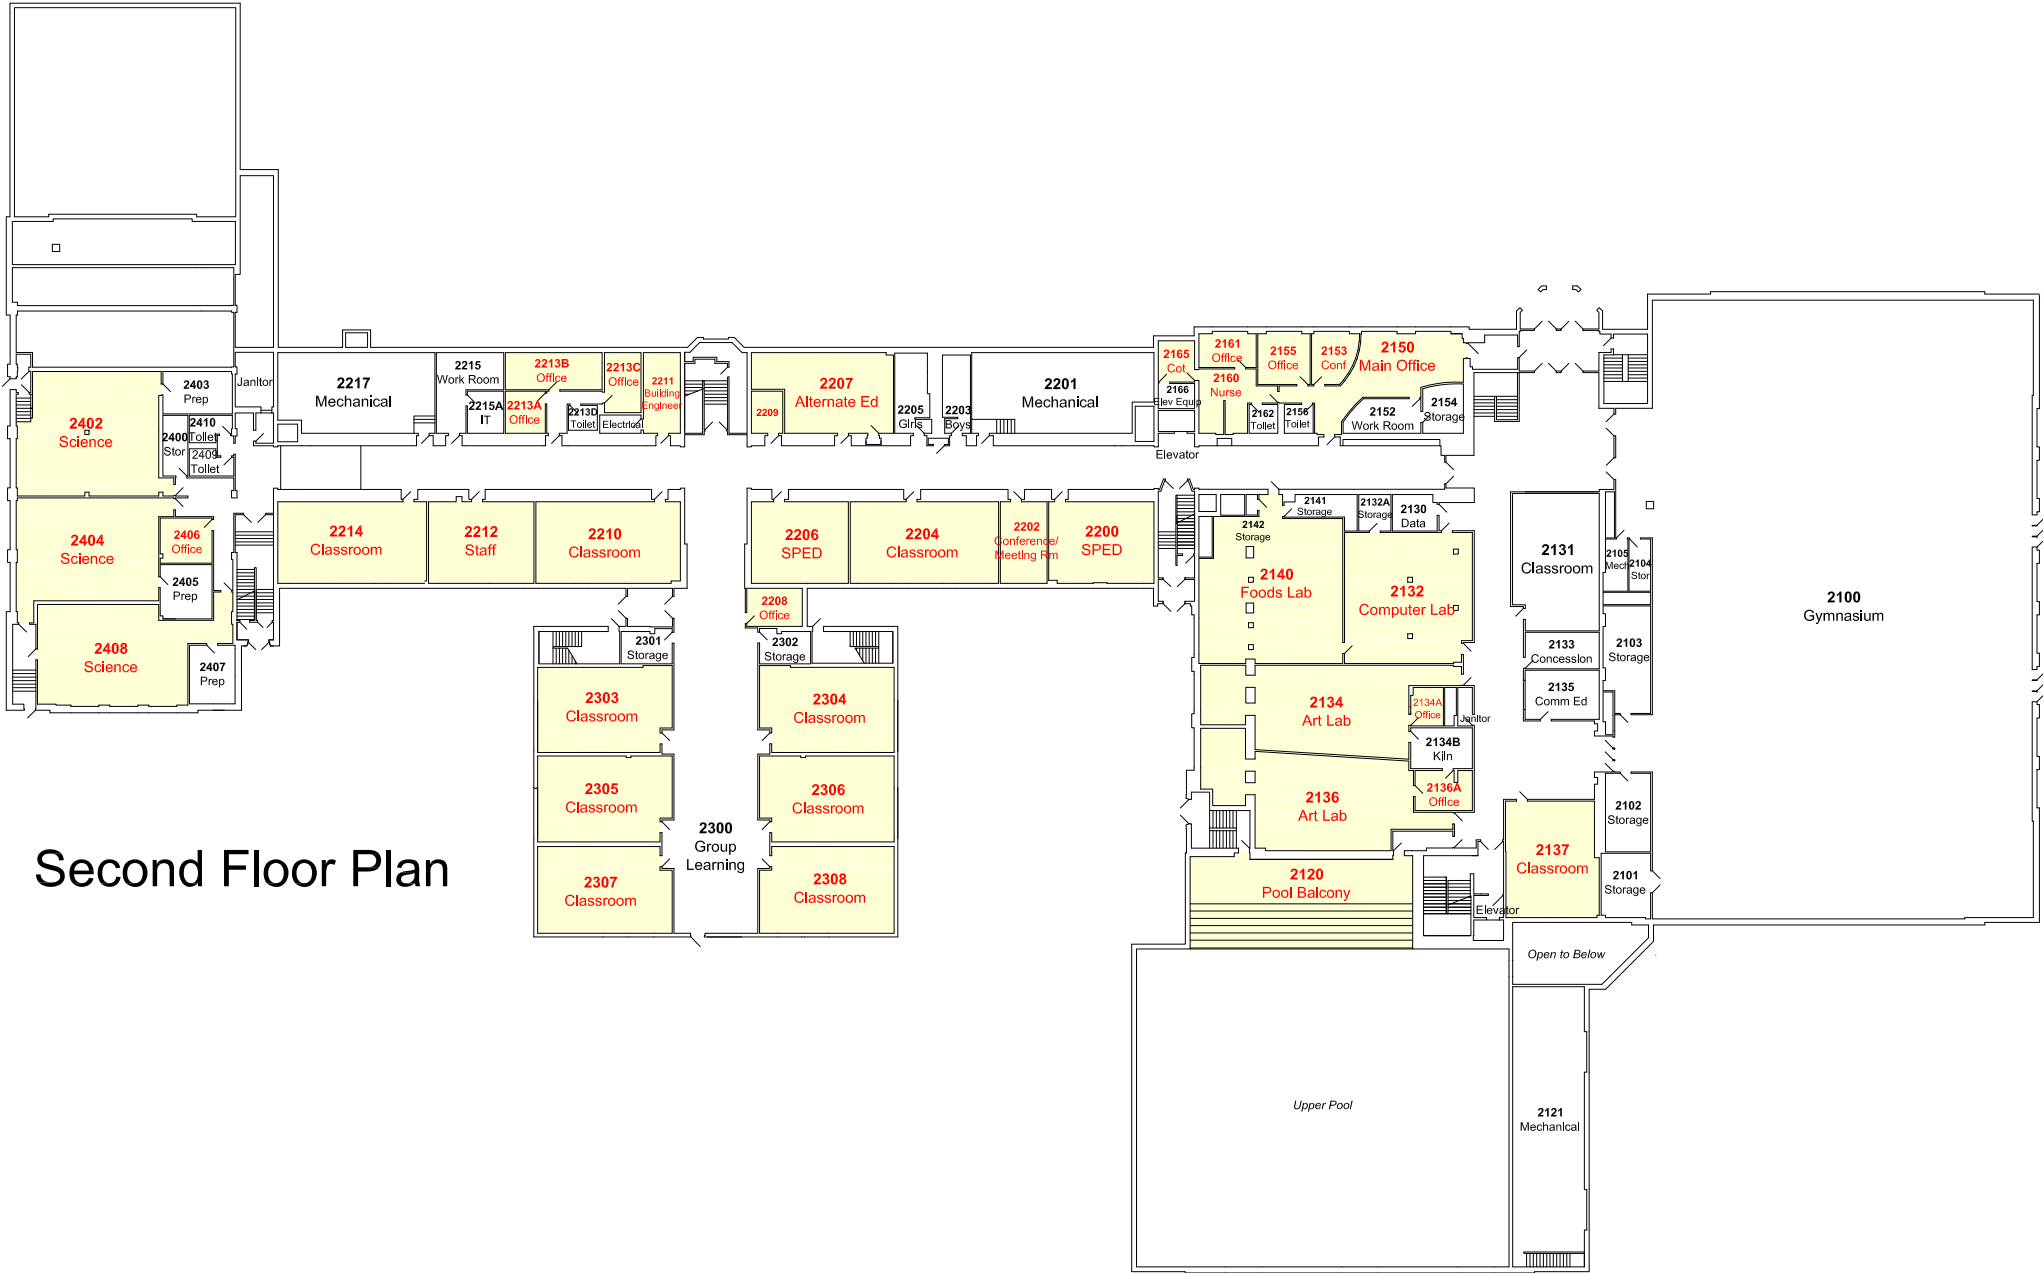 2403
Prep
Janitor
2402
Science
2400
Stor
2410
Toilet
2409
Toilet
2404
Science
2406
Office
2405
Prep
2408
Science
2407
Prep
2217
Mechanical
2215
Work Room
2215A
IT
2213B
Office
2213A
Office
2213D
Toilet
2213C
Office
Electrical
2211
Building
Engineer
2207
Alternate Ed
2209
2205
Girls
2203
Boys
2201
Mechanical
2214
Classroom
2212
Staff
2210
Classroom
2206
SPED
2204
Classroom
2202
Conference/
Meeting Rm
2200
SPED
2208
Office
2301
Storage
2302
Storage
2303
Classroom
2304
Classroom
2305
Classroom
2306
Classroom
2300
Group
Learning
2307
Classroom
2308
Classroom
Second Floor Plan
2165
Cot
2166
Elev Equip
2161
Office
2160
Nurse
2155
Office
2153
Conf
2150
Main Office
2162
Toilet
2156
Toilet
2152
Work Room
2154
Storage
Elevator
2141
Storage
2132A
Storage
2130
Data
2142
Storage
2140
Foods Lab
2132
Computer Lab
2131
Classroom
2105
Mech
2104
Stor
2133
Concession
2103
Storage
2135
Comm Ed
2100
Gymnasium
2134
Art Lab
2134A
Office
Janitor
2134B
Kiln
2136A
Office
2136
Art Lab
2102
Storage
2137
Classroom
2101
Storage
2120
Pool Balcony
Elevator
Open to Below
Upper Pool
2121
Mechanical